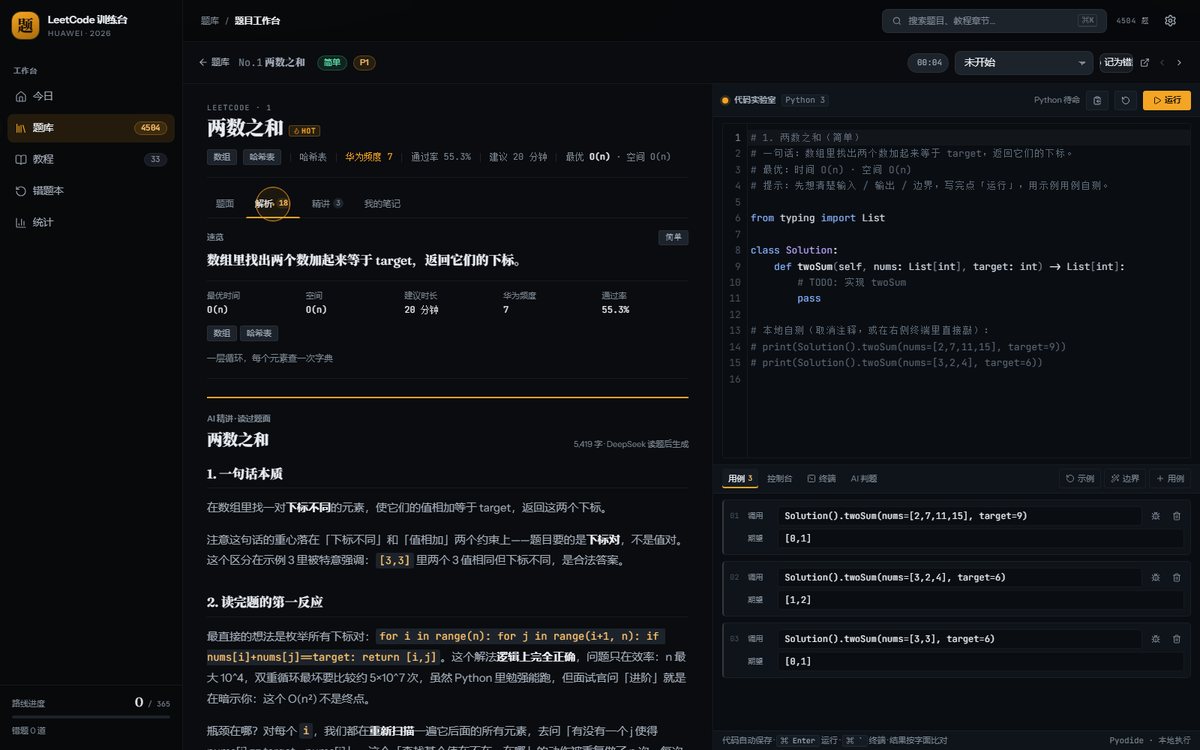 题
LeetCode 训练台
HUAWEI · 2026
工作台
今日
题库 4504
教程 33
错题本
统计
路线进度 0 / 365
错题 0 道
题库 / 题目工作台
搜索题目、教程章节… ⌘K
4504 题
← 题库 No.1 两数之和 简单 P1
00:04 未开始 记为错
LEETCODE · 1
两数之和 HOT
数组 哈希表 哈希表 华为频度 7 通过率 55.3% 建议 20 分钟 最优 O(n) · 空间 O(n)
题面 解析 18 精讲 3 我的笔记
速览 简单
数组里找出两个数加起来等于 target，返回它们的下标。
最优时间 空间 建议时长 华为频度 通过率
O(n) O(n) 20 分钟 7 55.3%
数组 哈希表
一层循环，每个元素查一次字典
AI 精讲 · 读过题面
两数之和 5,419 字 · DeepSeek 读题后生成
1. 一句话本质
在数组里找一对下标不同的元素，使它们的值相加等于 target，返回这两个下标。
注意这句话的重心落在「下标不同」和「值相加」两个约束上——题目要的是下标对，不是值对。
这个区分在示例 3 里被特意强调：[3,3] 里两个 3 值相同但下标不同，是合法答案。
2. 读完题的第一反应
最直接的想法是枚举所有下标对：for i in range(n): for j in range(i+1, n): if
nums[i]+nums[j]==target: return [i,j]。这个解法逻辑上完全正确，问题只在效率：n 最
大 10^4，双重循环最坏要比较约 5×10^7 次，虽然 Python 里勉强能跑，但面试官问「进阶」就是
在暗示你：这个 O(n²) 不是终点。
瓶颈在哪？对每个 i，我们都在重新扫描一遍它后面的所有元素，去问「有没有一个 j 使得
代码实验室 Python 3 Python 待命 运行
1 # 1. 两数之和（简单）
2 # 一句话：数组里找出两个数加起来等于 target，返回它们的下标。
3 # 最优：时间 O(n) · 空间 O(n)
4 # 提示：先想清楚输入 / 输出 / 边界，写完点「运行」，用示例用例自测。
5
6 from typing import List
7
8 class Solution:
9 def twoSum(self, nums: List[int], target: int) -> List[int]:
10 # TODO: 实现 twoSum
11 pass
12
13 # 本地自测（取消注释，或在右侧终端里直接敲）：
14 # print(Solution().twoSum(nums=[2,7,11,15], target=9))
15 # print(Solution().twoSum(nums=[3,2,4], target=6))
16
用例 3 控制台 终端 AI 判题 示例 边界 + 用例
01 调用 Solution().twoSum(nums=[2,7,11,15], target=9)
期望 [0,1]
02 调用 Solution().twoSum(nums=[3,2,4], target=6)
期望 [1,2]
03 调用 Solution().twoSum(nums=[3,3], target=6)
期望 [0,1]
代码自动保存 · ⌘ Enter 运行 · ⌘ ` 终端 · 结果按字面比对 Pyodide · 本地执行